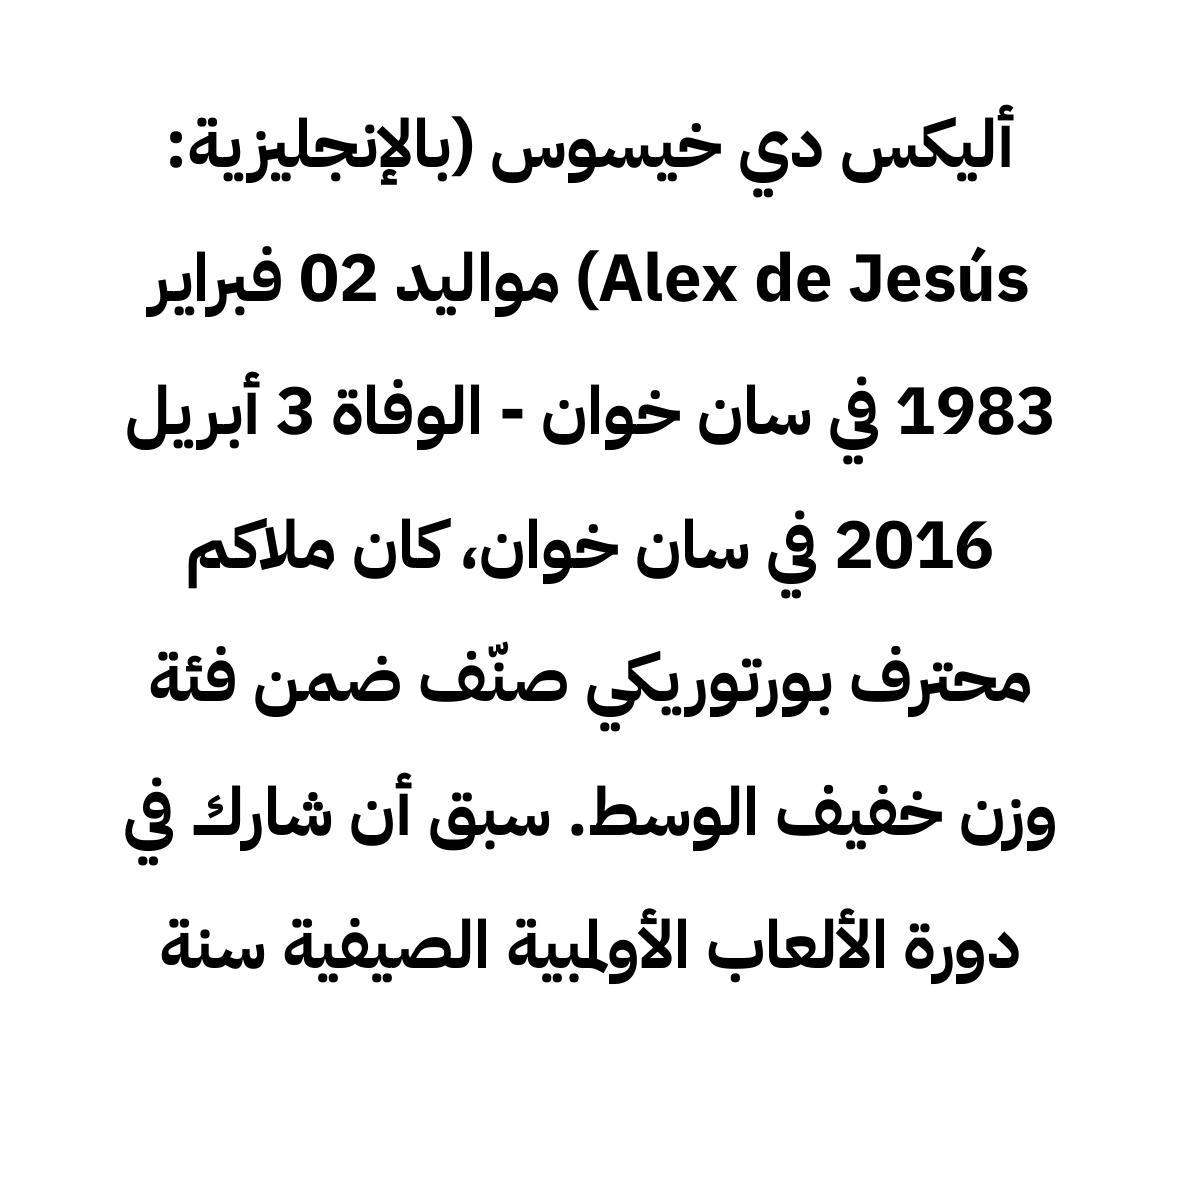 أليكس دي خيسوس (بالإنجليزية:
Alex de Jesús) مواليد 02 فبراير
1983 في سان خوان - الوفاة 3 أبريل
2016 في سان خوان، كان ملاكم
محترف بورتوريكي صنّف ضمن فئة
وزن خفيف الوسط. سبق أن شارك في
دورة الألعاب الأولمبية الصيفية سنة